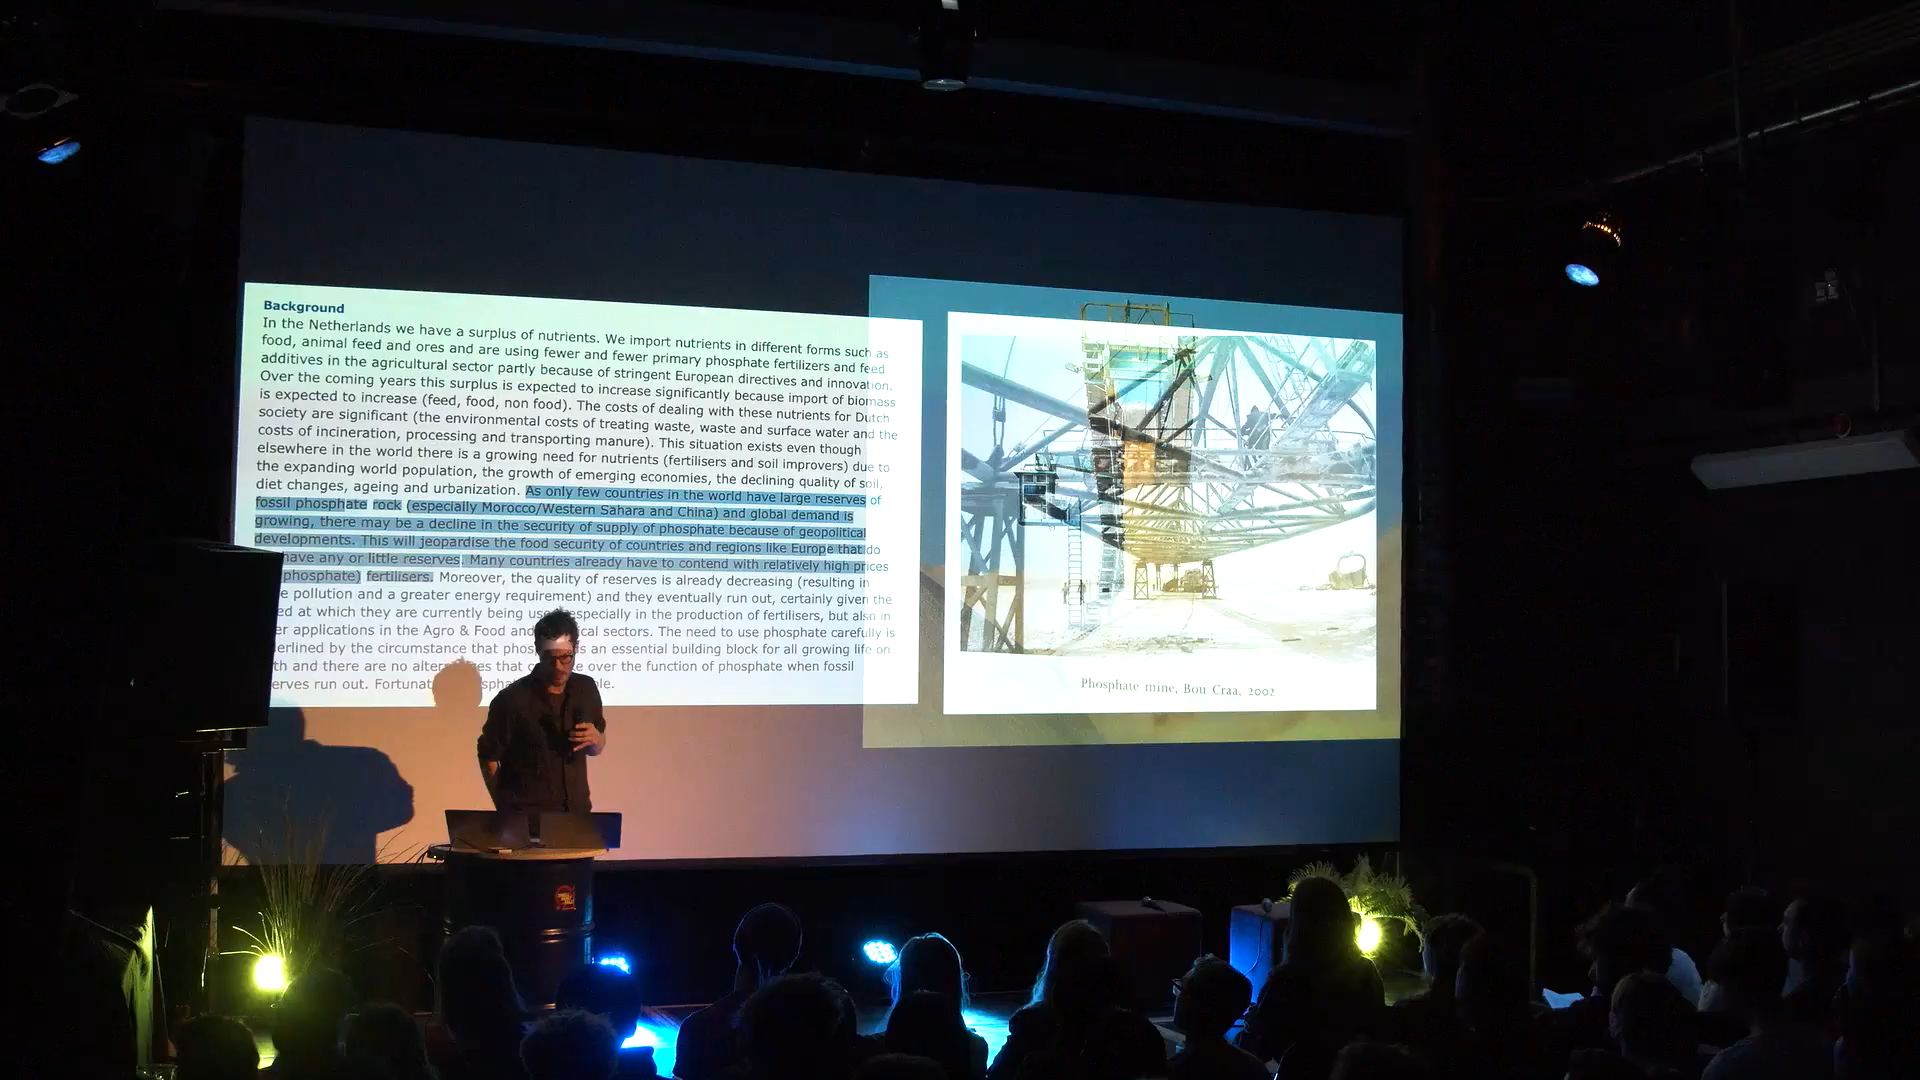 Background
In the Netherlands we have a surplus of nutrients. We import nutrients in different forms such as
food, animal feed and ores and are using fewer and fewer primary phosphate fertilizers and feed
additives in the agricultural sector partly because of stringent European directives and innovation.
Over the coming years this surplus is expected to increase significantly because import of biomass
is expected to increase (feed, food, non food). The costs of dealing with these nutrients for Dutch
society are significant (the environmental costs of treating waste, waste and surface water and the
costs of incineration, processing and transporting manure). This situation exists even though
elsewhere in the world there is a growing need for nutrients (fertilisers and soil improvers) due to
the expanding world population, the growth of emerging economies, the declining quality of soil,
diet changes, ageing and urbanization. As only few countries in the world have large reserves of
fossil phosphate rock (especially Morocco/Western Sahara and China) and global demand is
growing, there may be a decline in the security of supply of phosphate because of geopolitical
developments. This will jeopardise the food security of countries and regions like Europe that do
have any or little reserves. Many countries already have to contend with relatively high prices
phosphate) fertilisers. Moreover, the quality of reserves is already decreasing (resulting in
pollution and a greater energy requirement) and they eventually run out, certainly given the
at which they are currently being especially in the production of fertilisers, but also in
applications in the Agro & Food and sectors. The need to use phosphate carefully is
by the circumstance that is an essential building block for all growing life on
and there are no that over the function of phosphate when fossil
run out.
Phosphate mine, Bou Craa, 2002